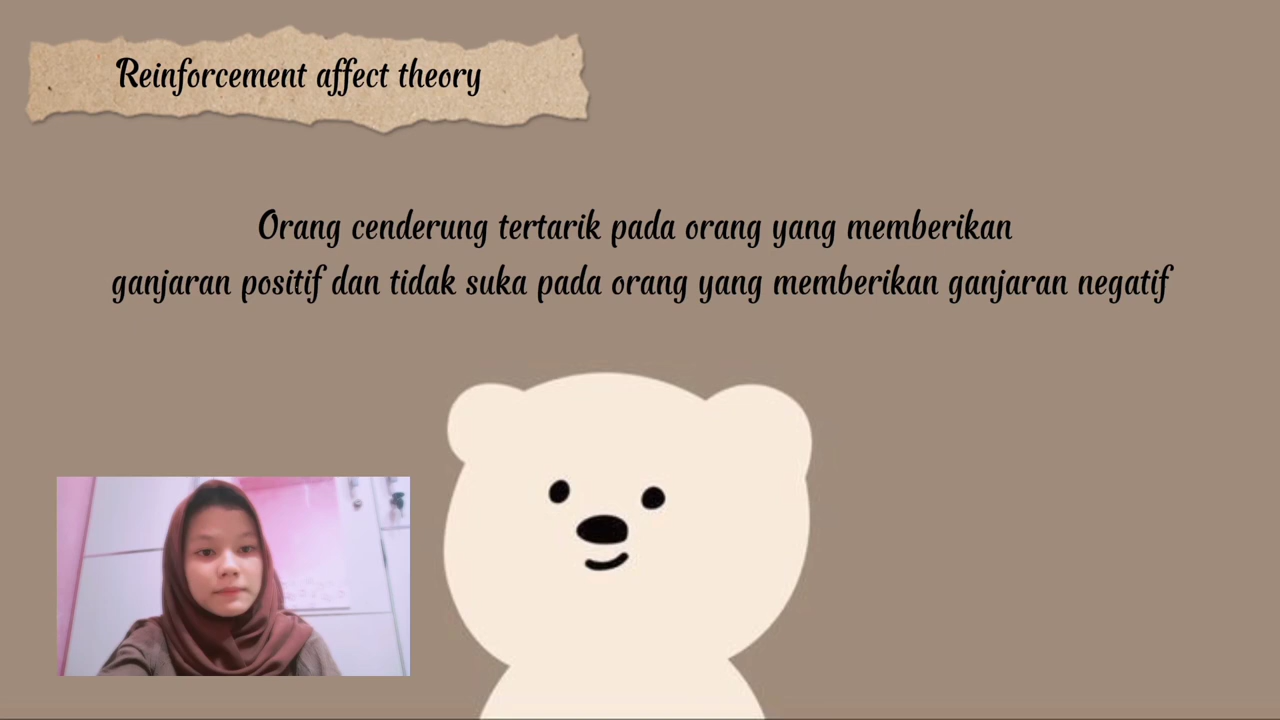 Reinforcement affect theory
Orang cenderung tertarik pada orang yang memberikan
ganjaran positif dan tidak suka pada orang yang memberikan ganjaran negatif